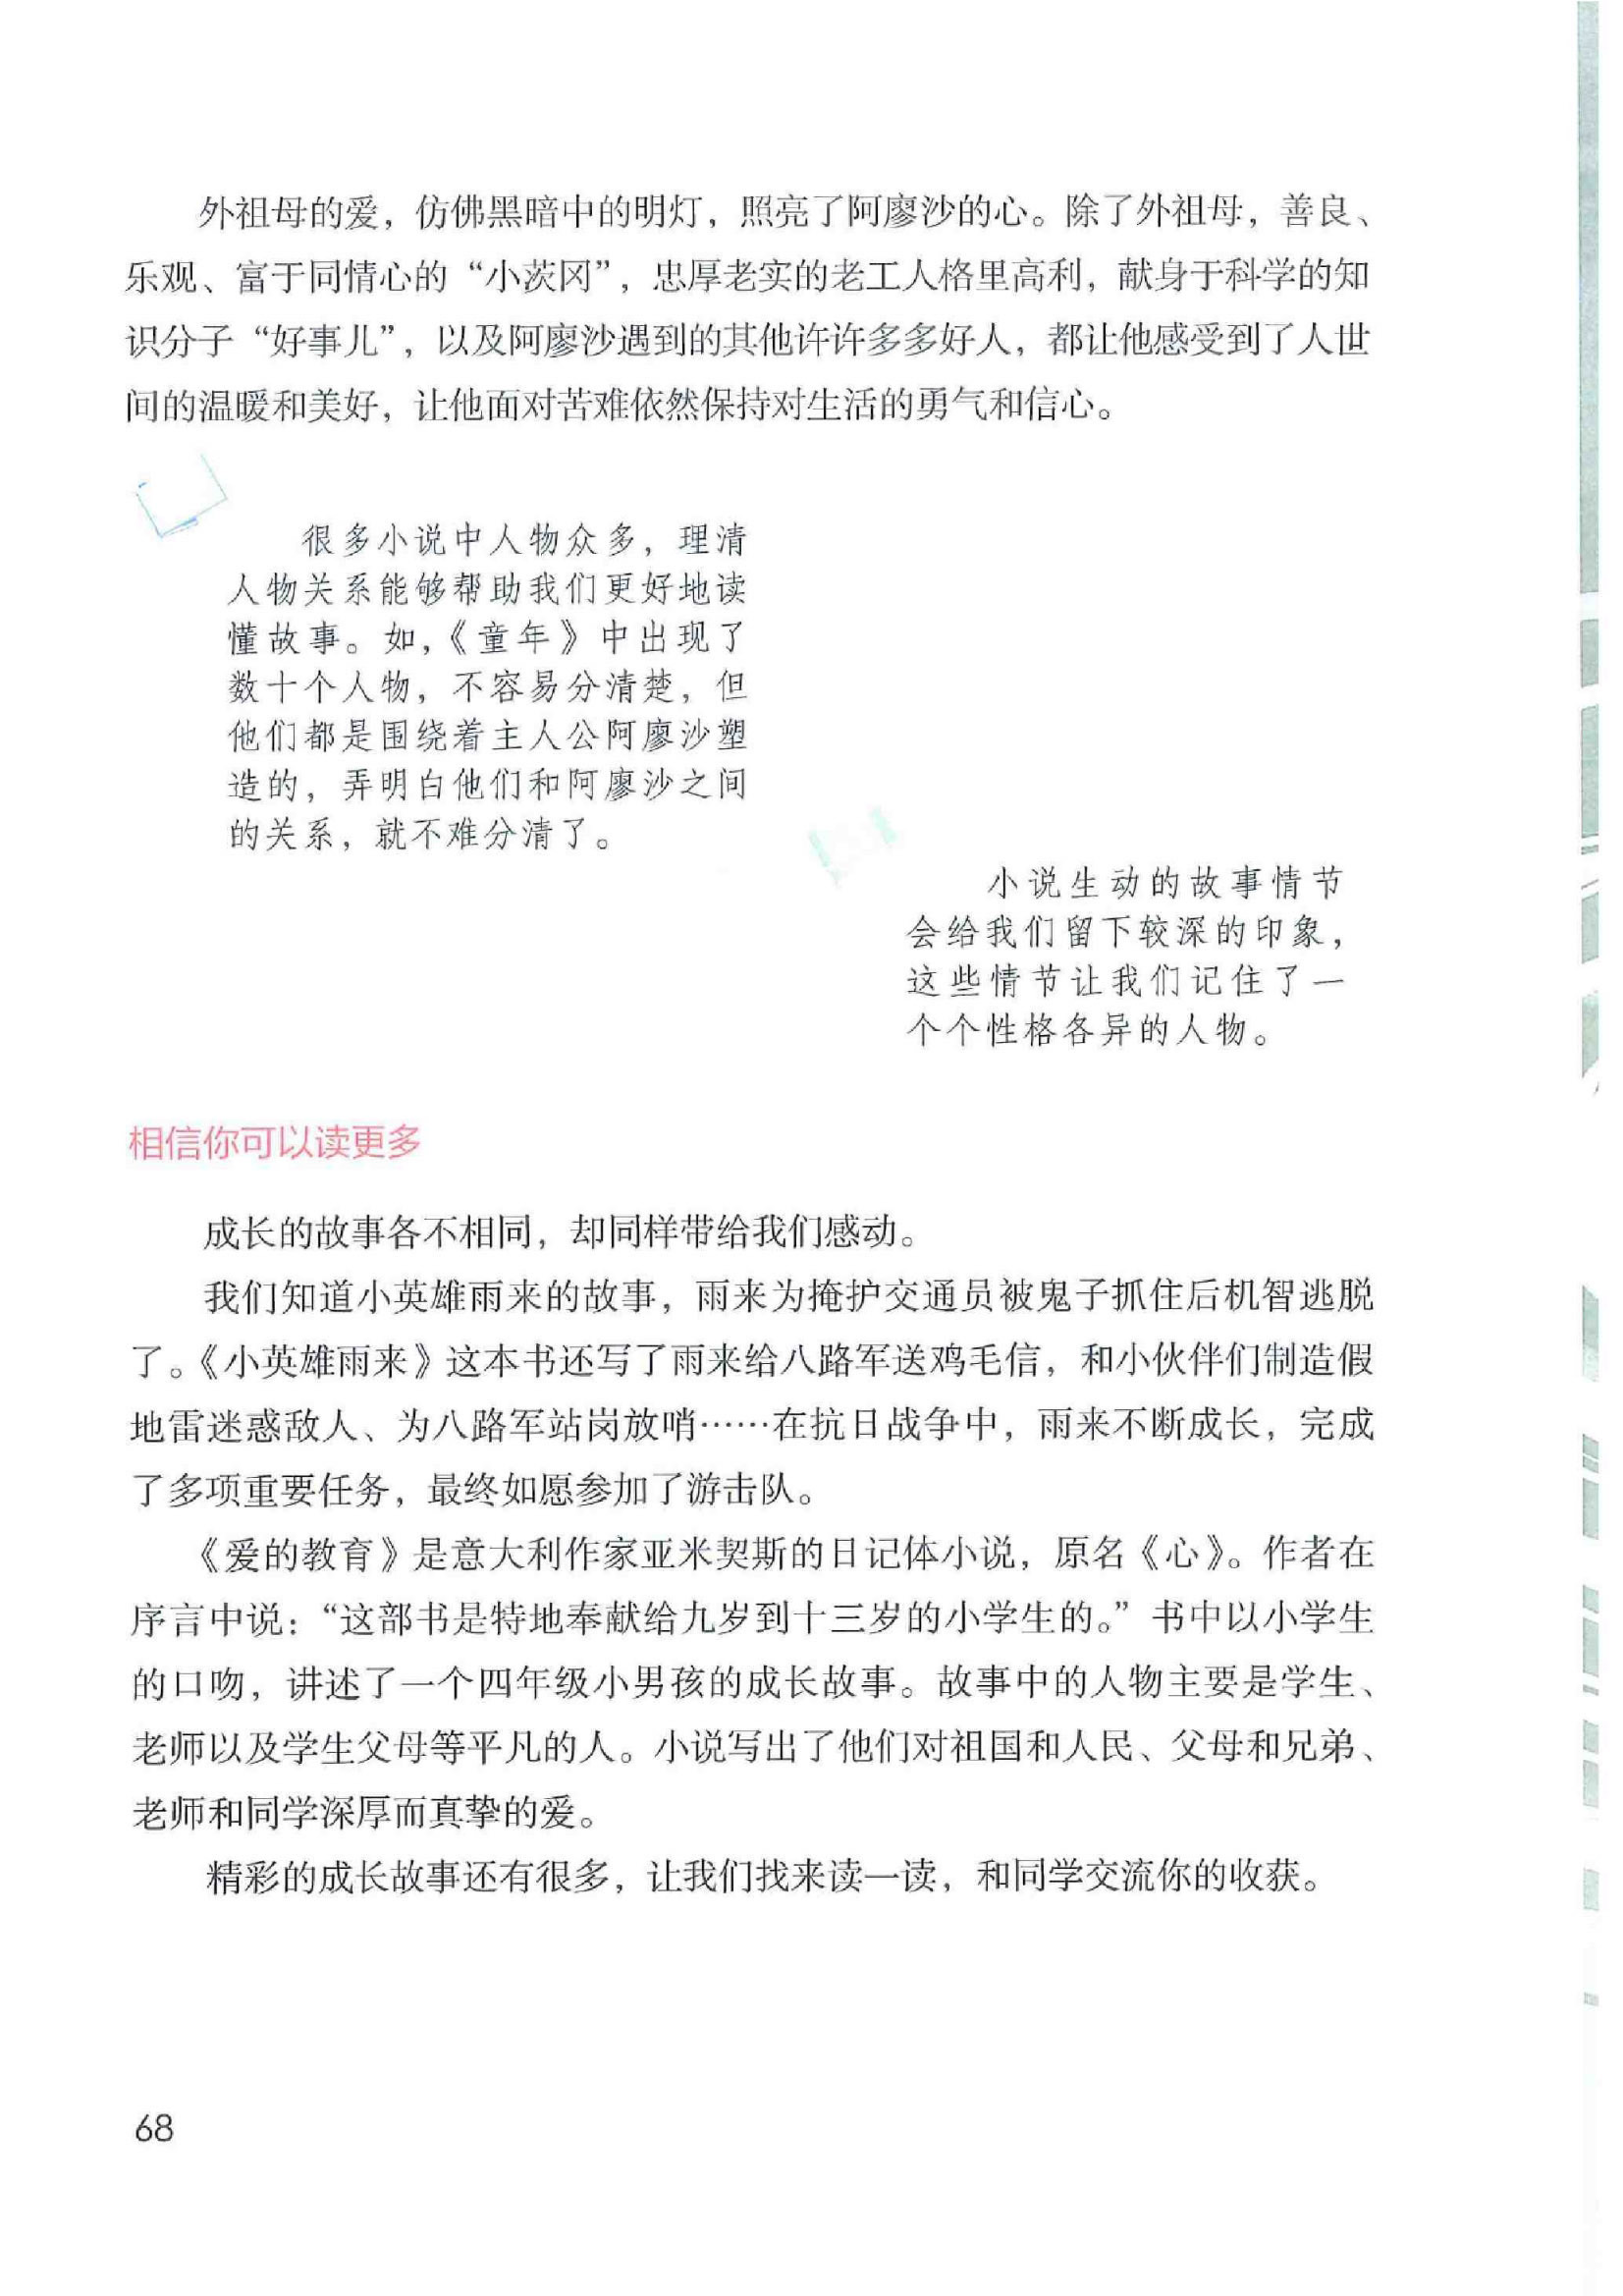 外祖母的爱，仿佛黑暗中的明灯，照亮了阿廖沙的心。除了外祖母，善良、
乐观、富于同情心的“小茨冈”，忠厚老实的老工人格里高利，献身于科学的知
识分子“好事儿”，以及阿廖沙遇到的其他许许多多好人，都让他感受到了人世
间的温暖和美好，让他面对苦难依然保持对生活的勇气和信心。
很多小说中人物众多，理清
人物关系能够帮助我们更好地读
懂故事。如，《童年》中出现了
数十个人物，不容易分清楚，但
他们都是围绕着主人公阿廖沙塑
造的，弄明白他们和阿廖沙之间
的关系，就不难分清了。
小说生动的故事情节
会给我们留下较深的印象，
这些情节让我们记住了一
个个性格各异的人物。
相信你可以读更多
成长的故事各不相同，却同样带给我们感动。
我们知道小英雄雨来的故事，雨来为掩护交通员被鬼子抓住后机智逃脱
了。《小英雄雨来》这本书还写了雨来给八路军送鸡毛信，和小伙伴们制造假
地雷迷惑敌人、为八路军站岗放哨……在抗日战争中，雨来不断成长，完成
了多项重要任务，最终如愿参加了游击队。
《爱的教育》是意大利作家亚米契斯的日记体小说，原名《心》。作者在
序言中说：“这部书是特地奉献给九岁到十三岁的小学生的。”书中以小学生
的口吻，讲述了一个四年级小男孩的成长故事。故事中的人物主要是学生、
老师以及学生父母等平凡的人。小说写出了他们对祖国和人民、父母和兄弟、
老师和同学深厚而真挚的爱。
精彩的成长故事还有很多，让我们找来读一读，和同学交流你的收获。
68